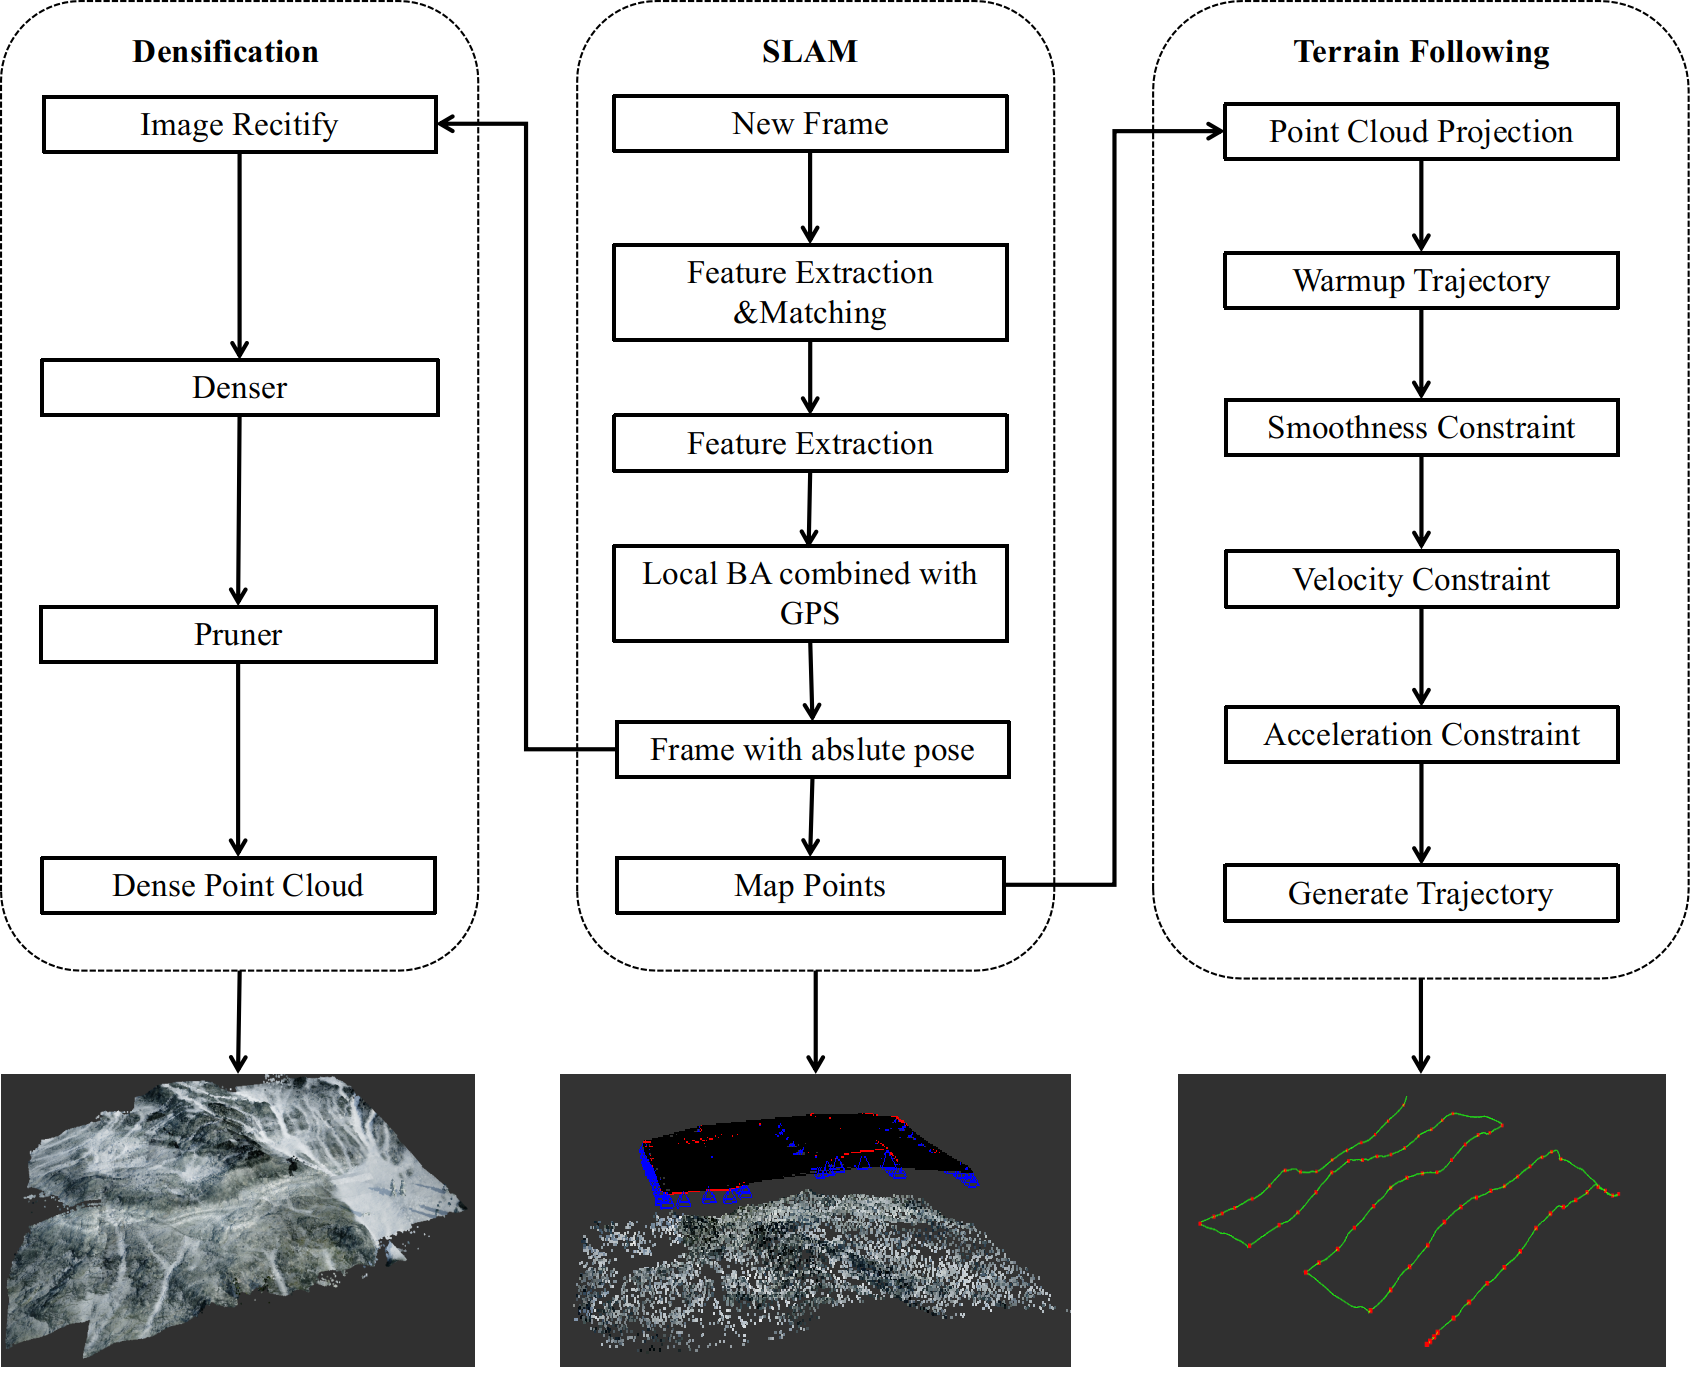 Densification
Image Recitify
Denser
Pruner
Dense Point Cloud
SLAM
New Frame
Feature Extraction
&Matching
Feature Extraction
Local BA combined with
GPS
Frame with abslute pose
Map Points
Terrain Following
Point Cloud Projection
Warmup Trajectory
Smoothness Constraint
Velocity Constraint
Acceleration Constraint
Generate Trajectory